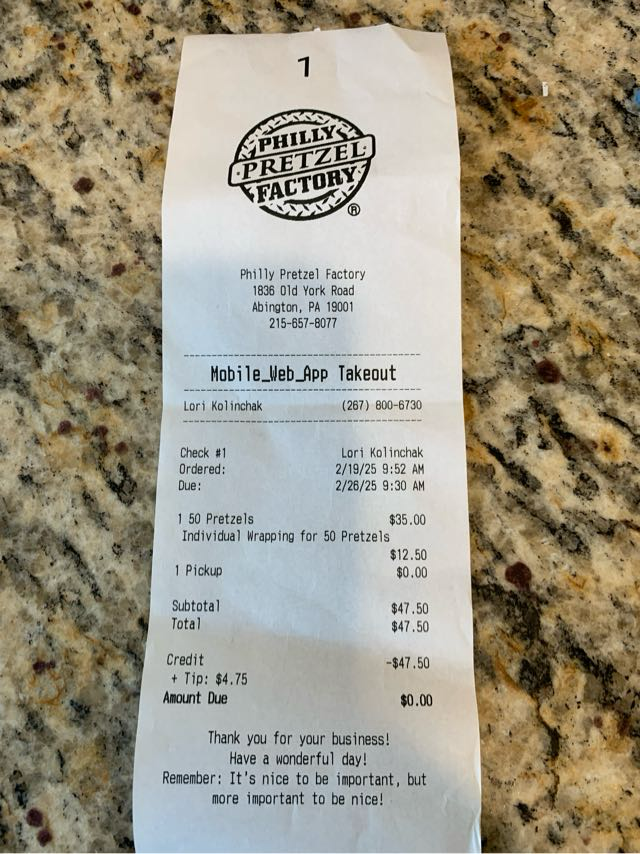 1
PHILLY
PRETZEL
FACTORY
®
Philly Pretzel Factory
1836 Old York Road
Abington, PA 19001
215-657-8077
Mobile_Web_App Takeout
Lori Kolinchak (267) 800-6730
Check #1 Lori Kolinchak
Ordered: 2/19/25 9:52 AM
Due: 2/26/25 9:30 AM
1 50 Pretzels $35.00
Individual Wrapping for 50 Pretzels
$12.50
1 Pickup $0.00
Subtotal $47.50
Total $47.50
Credit -$47.50
+ Tip: $4.75
Amount Due $0.00
Thank you for your business!
Have a wonderful day!
Remember: It's nice to be important, but
more important to be nice!